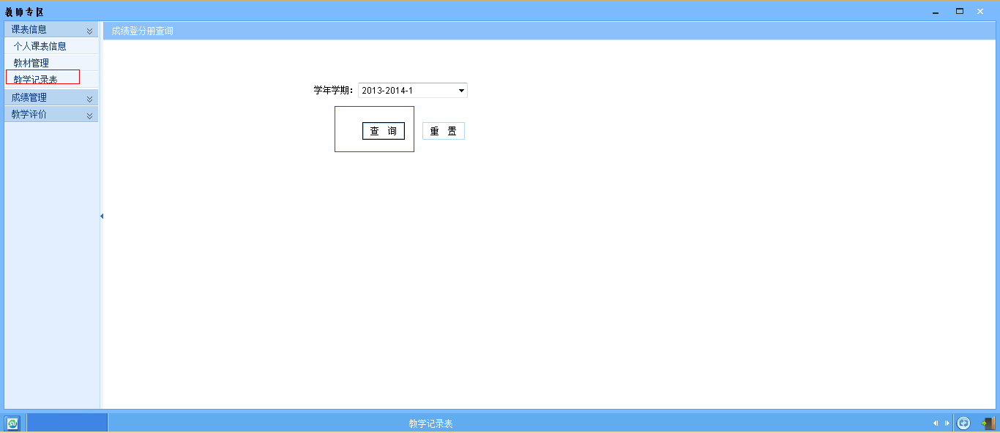 教师专区
课表信息
个人课表信息
教材管理
教学记录表
成绩管理
教学评价
成绩登分册查询
学年学期： 2013-2014-1
查 询 重 置
教学记录表